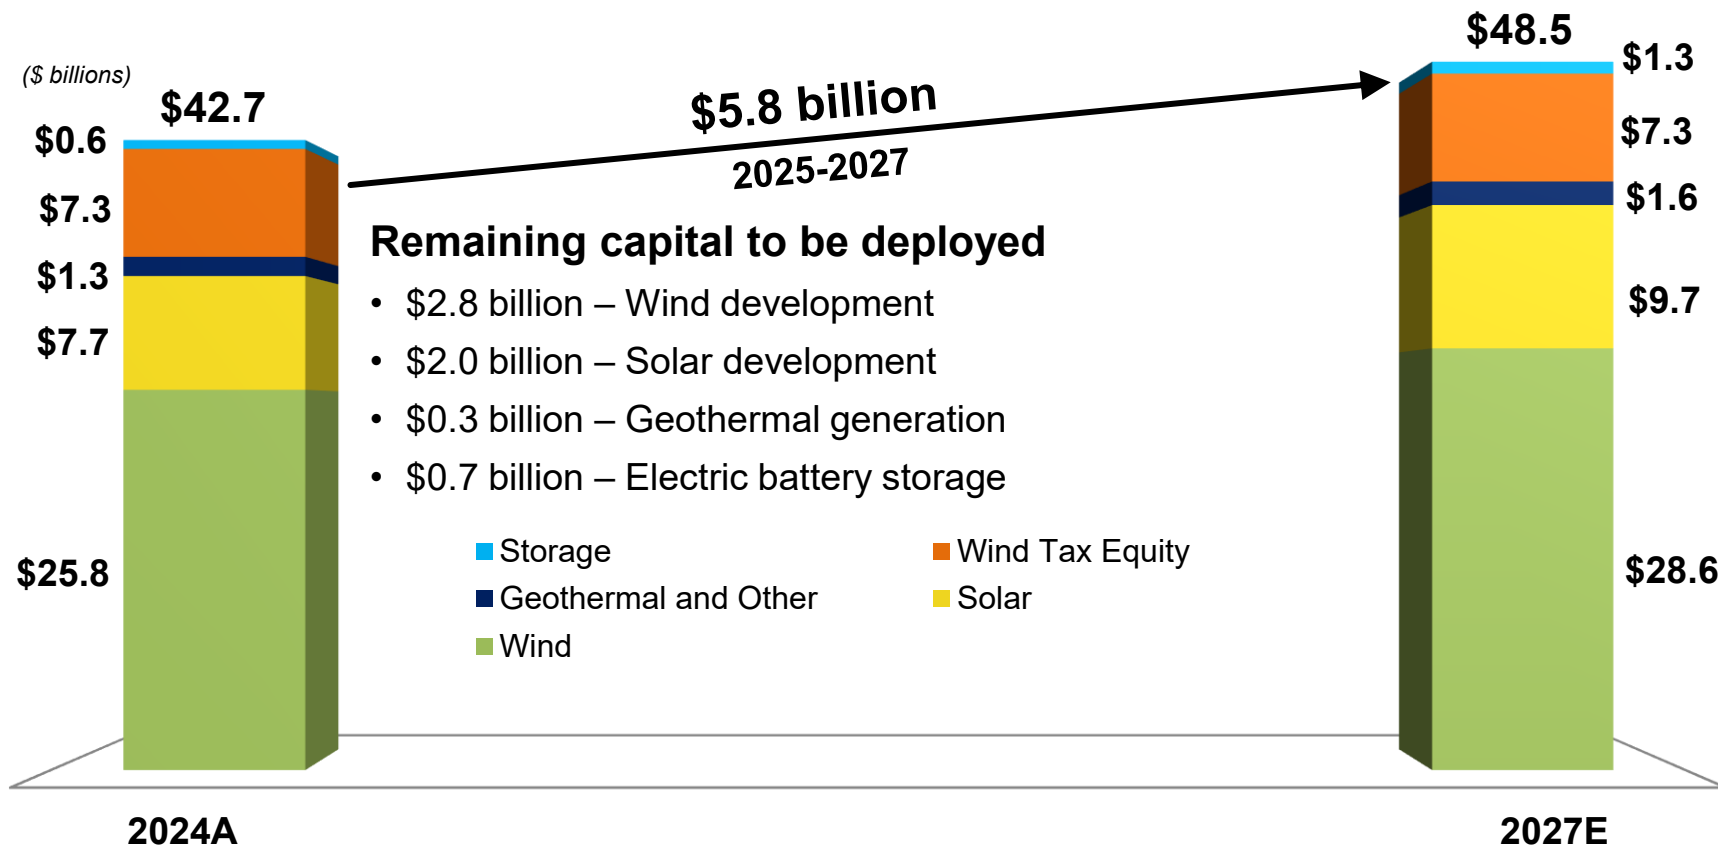 ($ billions)
$42.7
$0.6
$7.3
$1.3
$7.7
$25.8
2024A
$5.8 billion
2025-2027
Remaining capital to be deployed
• $2.8 billion – Wind development
• $2.0 billion – Solar development
• $0.3 billion – Geothermal generation
• $0.7 billion – Electric battery storage
Storage
Wind Tax Equity
Geothermal and Other
Solar
Wind
$48.5
$1.3
$7.3
$1.6
$9.7
$28.6
2027E